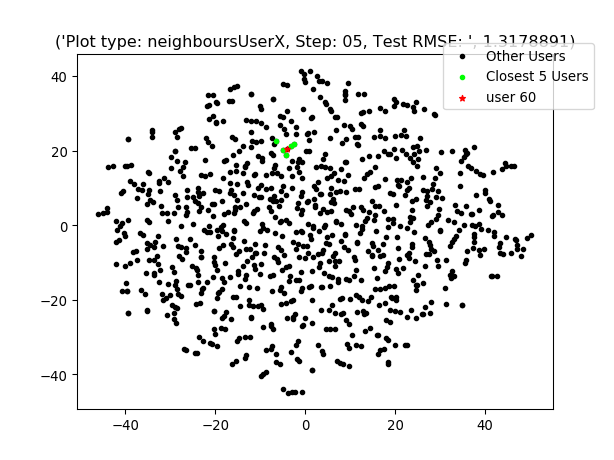 ('Plot type: neighboursUserX, Step: 05, Test RMSE: ', 1.3178891)
Other Users
Closest 5 Users
user 60
40
20
0
−20
−40
−40
−20
0
20
40